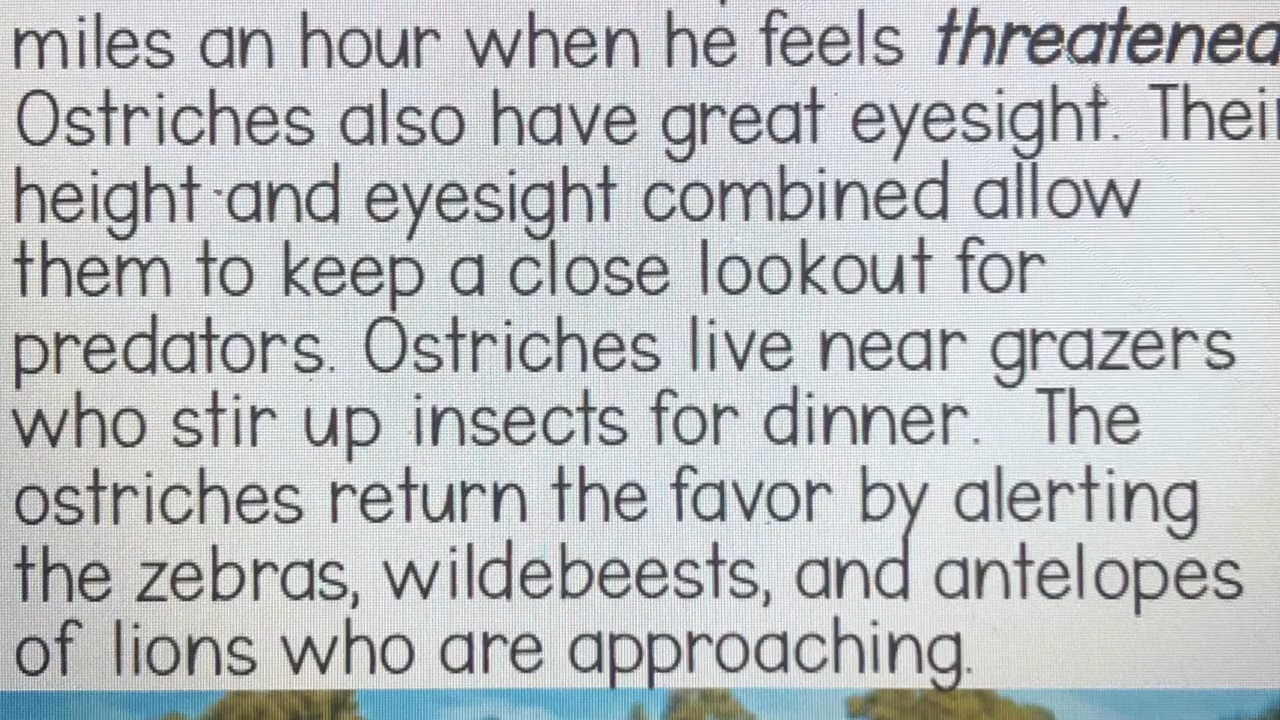 miles an hour when he feels threatened
Ostriches also have great eyesight. Their
height and eyesight combined allow
them to keep a close lookout for
predators. Ostriches live near grazers
who stir up insects for dinner. The
ostriches return the favor by alerting
the zebras, wildebeests, and antelopes
of lions who are approaching.